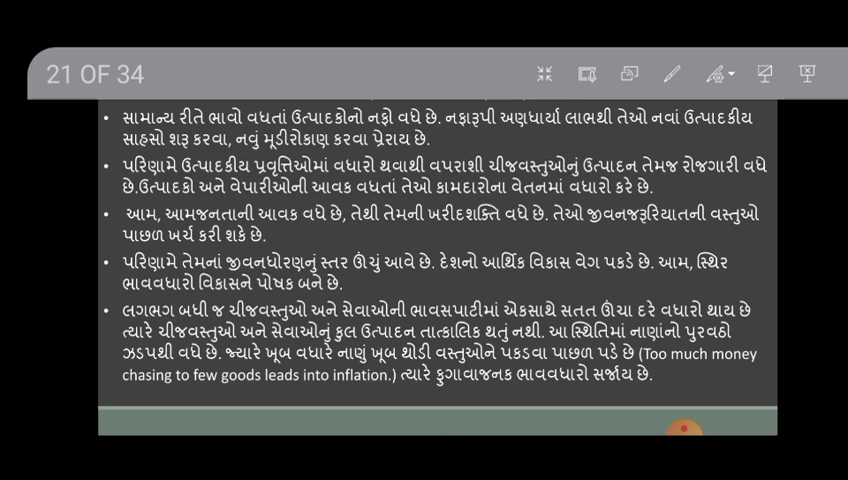 21 OF 34
• સામાન્ય રીતે ભાવો વધતાં ઉત્પાદકોનો નફો વધે છે. નફારૂપી અણધાર્યા લાભથી તેઓ નવાં ઉત્પાદકીય
સાહસો શરૂ કરવા, નવું મૂડીરોકાણ કરવા પ્રેરાય છે.
• પરિણામે ઉત્પાદકીય પ્રવૃત્તિઓમાં વધારો થવાથી વપરાશી ચીજવસ્તુઓનું ઉત્પાદન તેમજ રોજગારી વધે
છે.ઉત્પાદકો અને વેપારીઓની આવક વધતાં તેઓ કામદારોના વેતનમાં વધારો કરે છે.
• આમ, આમજનતાની આવક વધે છે, તેથી તેમની ખરીદશક્તિ વધે છે. તેઓ જીવનજરૂરિયાતની વસ્તુઓ
પાછળ ખર્ચ કરી શકે છે.
• પરિણામે તેમનાં જીવનધોરણનું સ્તર ઊંચું આવે છે. દેશનો આર્થિક વિકાસ વેગ પકડે છે. આમ, સ્થિર
ભાવવધારો વિકાસને પોષક બને છે.
• લગભગ બધી જ ચીજવસ્તુઓ અને સેવાઓની ભાવસપાટીમાં એકસાથે સતત ઊંચા દરે વધારો થાય છે
ત્યારે ચીજવસ્તુઓ અને સેવાઓનું કુલ ઉત્પાદન તાત્કાલિક થતું નથી. આ સ્થિતિમાં નાણાંનો પુરવઠો
ઝડપથી વધે છે. જ્યારે ખૂબ વધારે નાણું ખૂબ થોડી વસ્તુઓને પકડવા પાછળ પડે છે (Too much money
chasing to few goods leads into inflation.) ત્યારે ફુગાવાજનક ભાવવધારો સર્જાય છે.